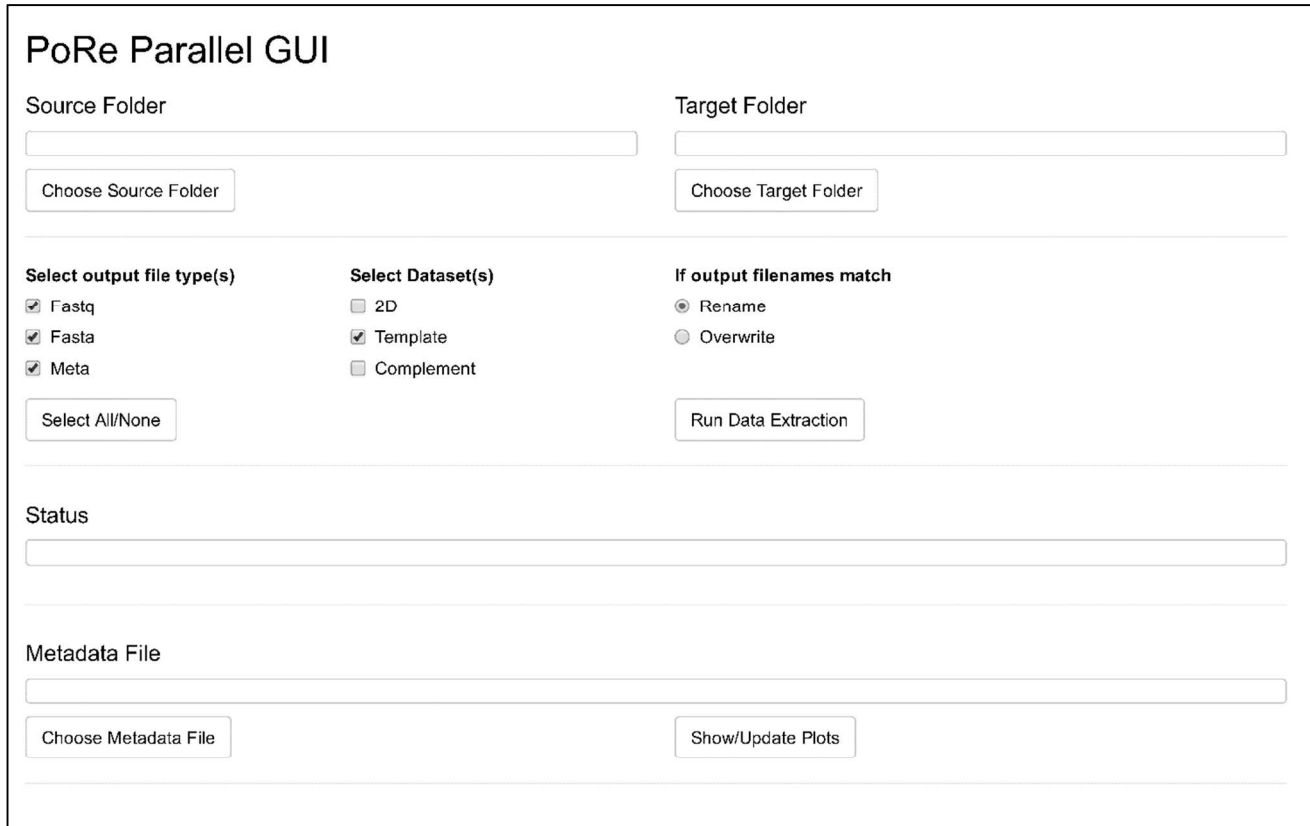 PoRe Parallel GUI
Source Folder
Target Folder
Choose Source Folder
Choose Target Folder
Select output file type(s)
Select Dataset(s)
If output filenames match
Fastq
2D
Rename
Fasta
Template
Overwrite
Meta
Complement
Select All/None
Run Data Extraction
Status
Metadata File
Choose Metadata File
Show/Update Plots